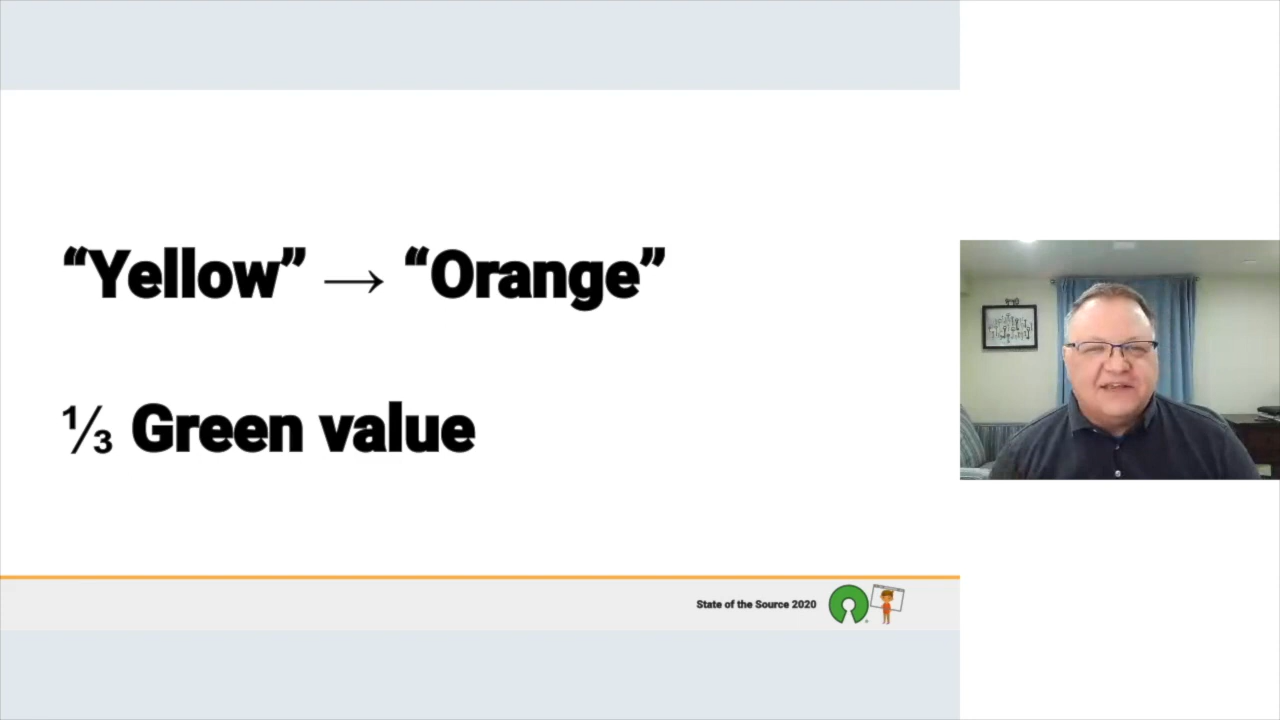 “Yellow” → “Orange”
⅓ Green value
State of the Source 2020